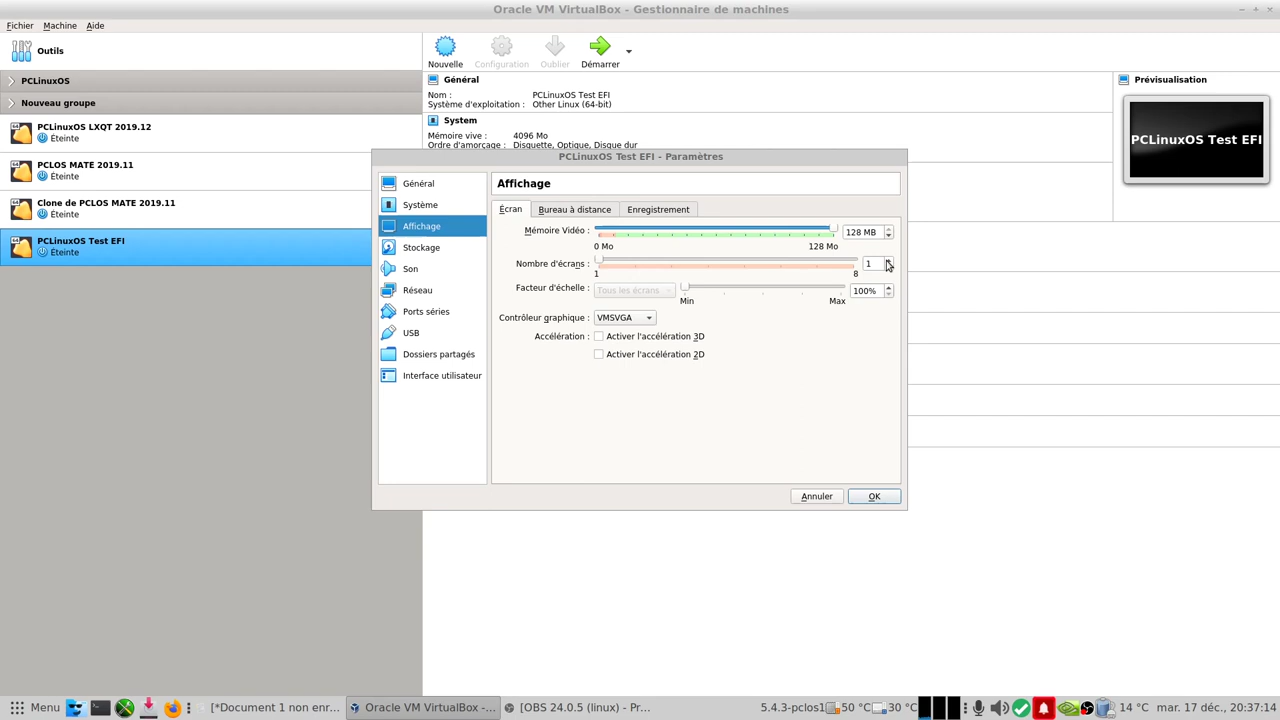 Oracle VM VirtualBox - Gestionnaire de machines
Fichier Machine Aide
Outils
Nouvelle Configuration Oublier Démarrer
PCLinuxOS
Nouveau groupe
PCLinuxOS LXQT 2019.12
Éteinte
PCLOS MATE 2019.11
Éteinte
Clone de PCLOS MATE 2019.11
Éteinte
PCLinuxOS Test EFI
Éteinte
Général
Nom : PCLinuxOS Test EFI
Système d'exploitation : Other Linux (64-bit)
System
Mémoire vive : 4096 Mo
Ordre d'amorçage : Disquette, Optique, Disque dur
Prévisualisation
PCLinuxOS Test EFI
PCLinuxOS Test EFI - Paramètres
Général
Système
Affichage
Stockage
Son
Réseau
Ports séries
USB
Dossiers partagés
Interface utilisateur
Affichage
Écran Bureau à distance Enregistrement
Mémoire Vidéo : 128 MB
0 Mo 128 Mo
Nombre d'écrans : 1
1 8
Facteur d'échelle : Tous les écrans 100%
Min Max
Contrôleur graphique : VMSVGA
Accélération : Activer l'accélération 3D
Activer l'accélération 2D
Annuler OK
Menu [*Document 1 non en... Oracle VM VirtualBox -... [OBS 24.0.5 (linux) - Pr... 5.4.3-pclos1 50 °C 30 °C 14 °C mar. 17 déc., 20:37:14